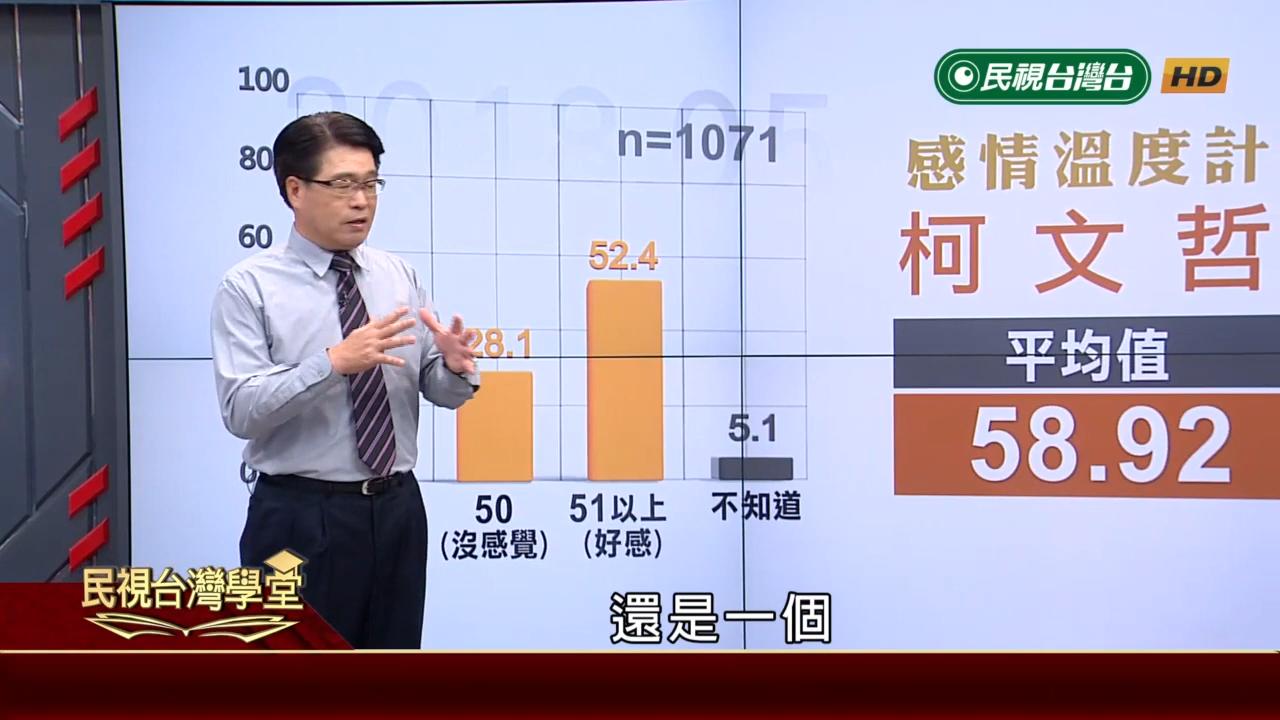 民視台灣台 HD
感情溫度計
柯文哲
平均值
58.92
n=1071
100
80
60
28.1
52.4
5.1
50
(沒感覺)
51以上
(好感)
不知道
民視台灣學堂
還是一個